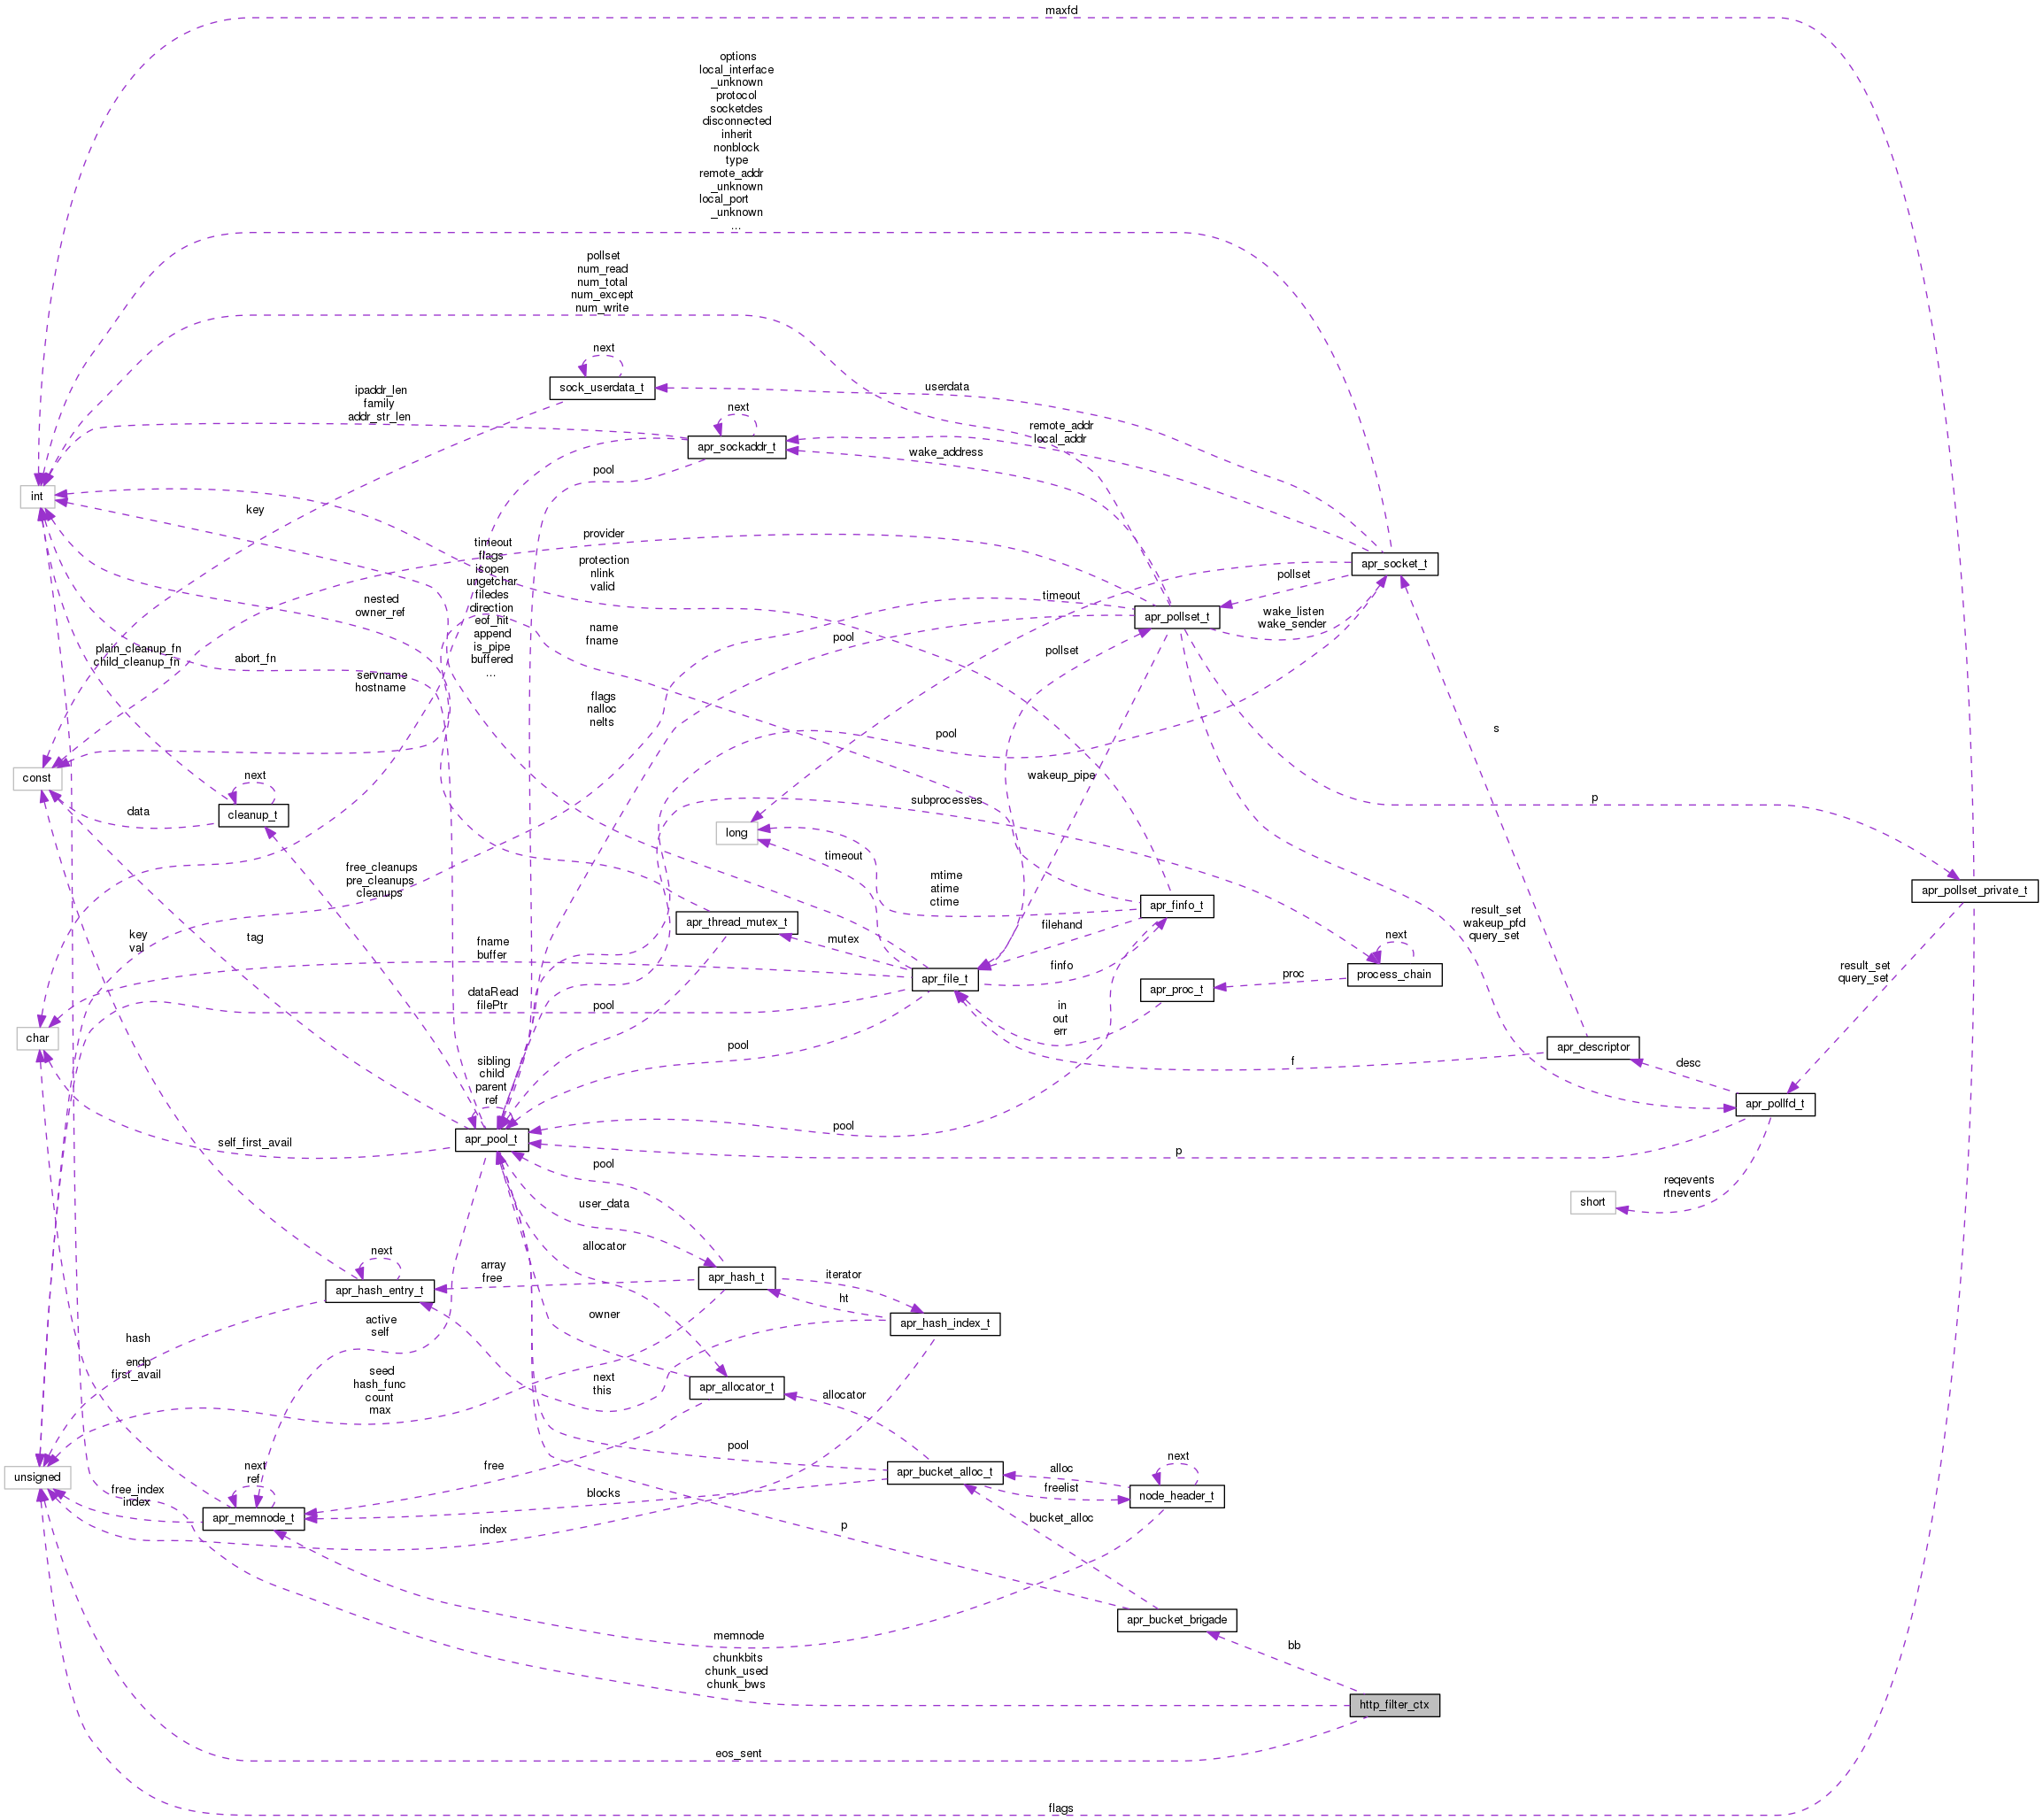 maxfd
options
local_interface
_unknown
protocol
socketdes
disconnected
inherit
nonblock
type
remote_addr
_unknown
local_port
_unknown
...
pollset
num_read
num_total
num_except
num_write
next
sock_userdata_t
userdata
ipaddr_len
family
addr_str_len
next
apr_sockaddr_t
remote_addr
local_addr
wake_address
pool
int
key
provider
timeout
flags
isopen
ungetchar
filedes
direction
eof_hit
append
is_pipe
buffered
...
protection
nlink
valid
apr_socket_t
pollset
timeout
wake_listen
wake_sender
apr_pollset_t
nested
owner_ref
name
fname
pool
pollset
plain_cleanup_fn
child_cleanup_fn
abort_fn
servname
hostname
flags
nalloc
nelts
pool
s
const
next
data
cleanup_t
wakeup_pipe
subprocesses
p
long
timeout
free_cleanups
pre_cleanups
cleanups
mtime
atime
ctime
apr_finfo_t
apr_pollset_private_t
apr_thread_mutex_t
filehand
result_set
wakeup_pfd
query_set
key
val
tag
fname
buffer
mutex
next
finfo
apr_file_t
process_chain
proc
apr_proc_t
result_set
query_set
dataRead
filePtr
pool
in
out
err
char
pool
apr_descriptor
f
desc
sibling
child
parent
ref
apr_pollfd_t
pool
apr_pool_t
self_first_avail
p
pool
reqevents
rtnevents
short
user_data
allocator
next
array
free
apr_hash_t
iterator
apr_hash_entry_t
ht
owner
apr_hash_index_t
active
self
hash
endp
first_avail
seed
hash_func
count
max
next
this
apr_allocator_t
allocator
pool
next
free
apr_bucket_alloc_t
alloc
unsigned
next
ref
freelist
node_header_t
blocks
free_index
index
apr_memnode_t
index
p
bucket_alloc
apr_bucket_brigade
memnode
bb
chunkbits
chunk_used
chunk_bws
http_filter_ctx
eos_sent
flags